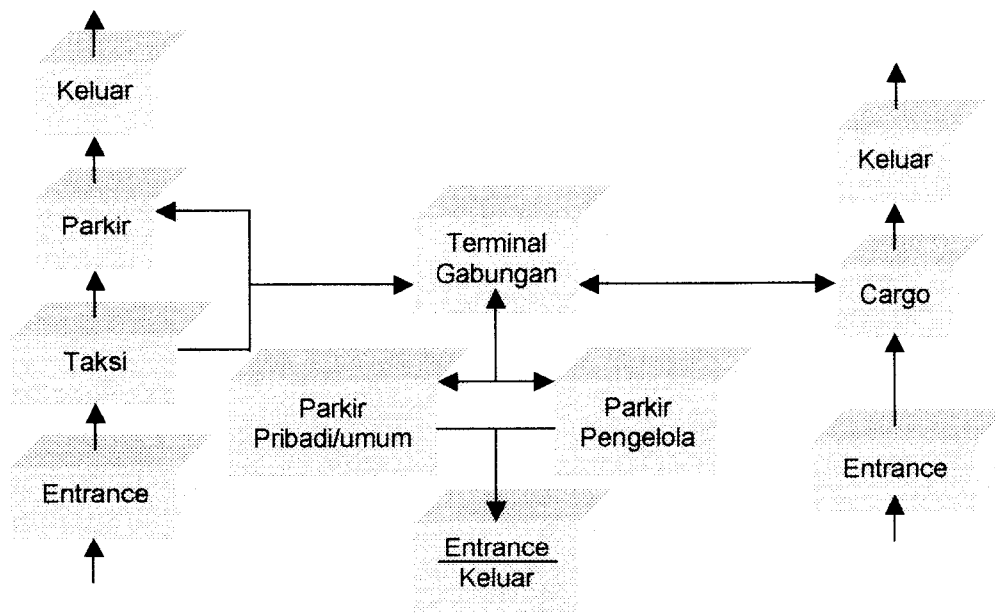 Keluar
Parkir
Taksi
Entrance
Terminal
Gabungan
Parkir
Pribadi/umum
Parkir
Pengelola
Entrance
Keluar
Keluar
Cargo
Entrance